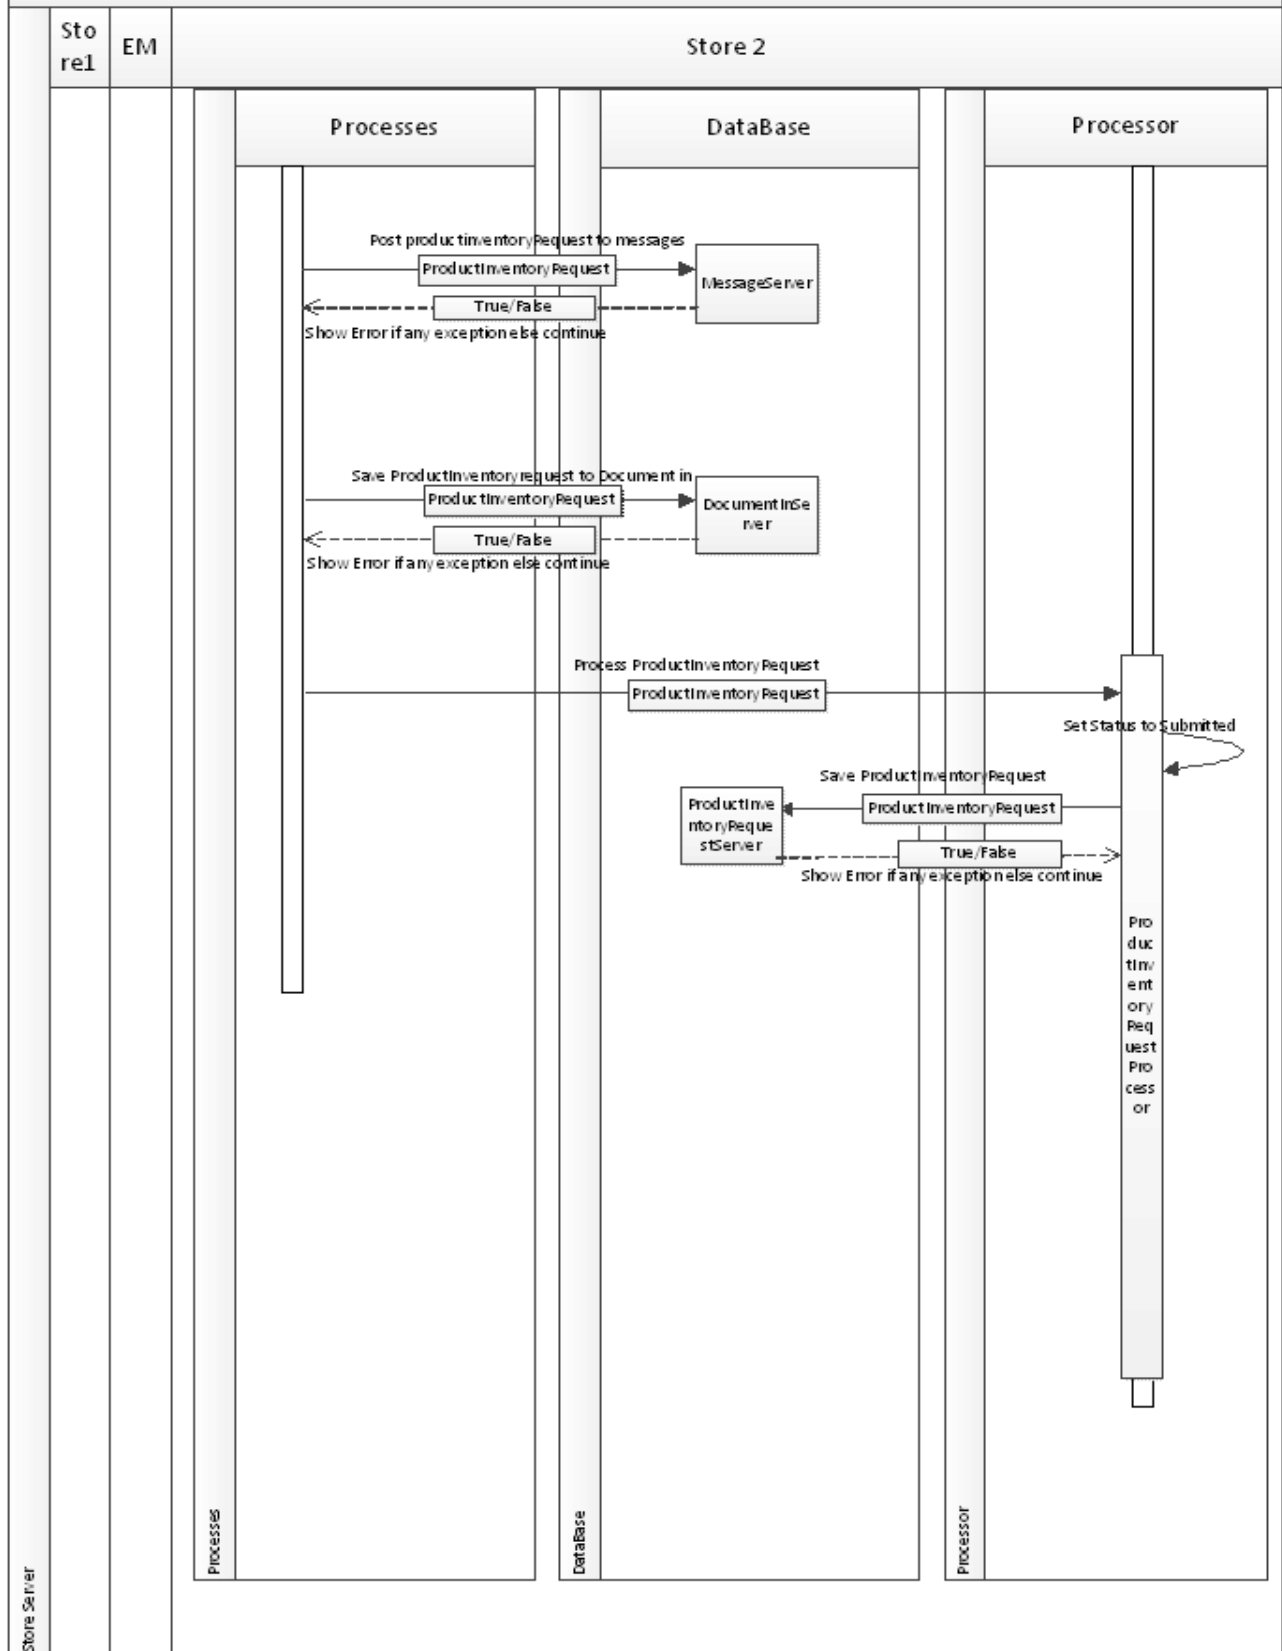 Sto
re1
EM
Store 2
Processes
DataBase
Processor
Post productinventoryRequest to messages
ProductInventoryRequest
MessageServer
True/False
Show Error if any exception else continue
Save ProductInventoryrequest to Document in
ProductInventoryRequest
DocumentInSe
rver
True/False
Show Error if any exception else continue
Process ProductInventoryRequest
ProductInventoryRequest
Set Status to Submitted
Save ProductInventoryRequest
ProductInve
ntoryReque
stServer
ProductInventoryRequest
True/False
Show Error if any exception else continue
Pro
duc
tInv
ent
ory
Req
uest
Pro
cess
or
Processes
DataBase
Processor
Store Server